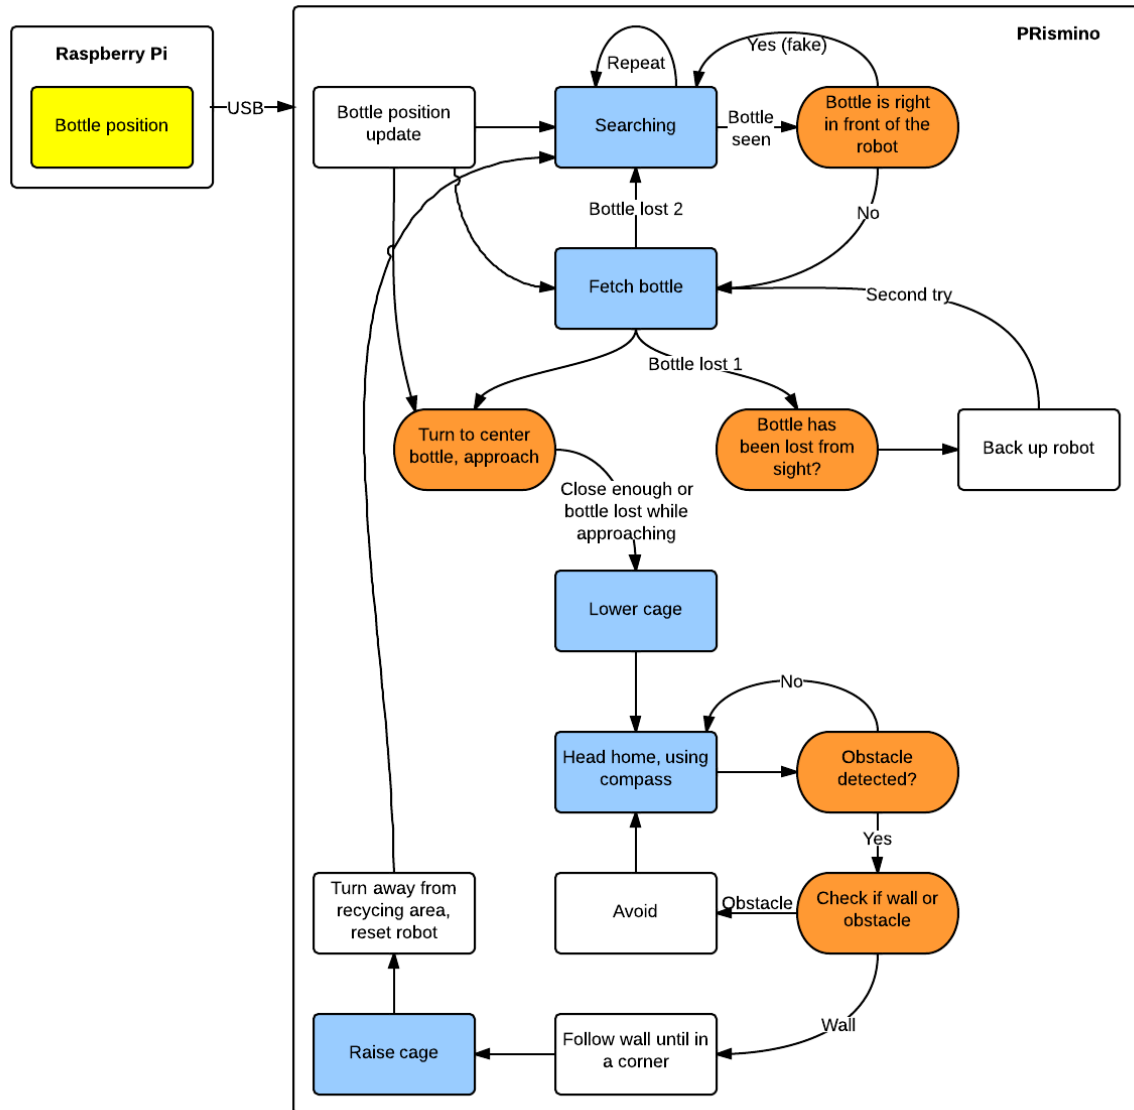 PRismino
Raspberry Pi
Bottle position
USB
Bottle position
update
Repeat
Searching
Yes (fake)
Bottle
seen
Bottle is right
in front of the
robot
No
Bottle lost 2
Fetch bottle
Second try
Bottle lost 1
Turn to center
bottle, approach
Bottle has
been lost from
sight?
Back up robot
Close enough or
bottle lost while
approaching
Lower cage
No
Head home, using
compass
Obstacle
detected?
Yes
Turn away from
recycing area,
reset robot
Avoid
Obstacle
Check if wall or
obstacle
Wall
Raise cage
Follow wall until in
a corner